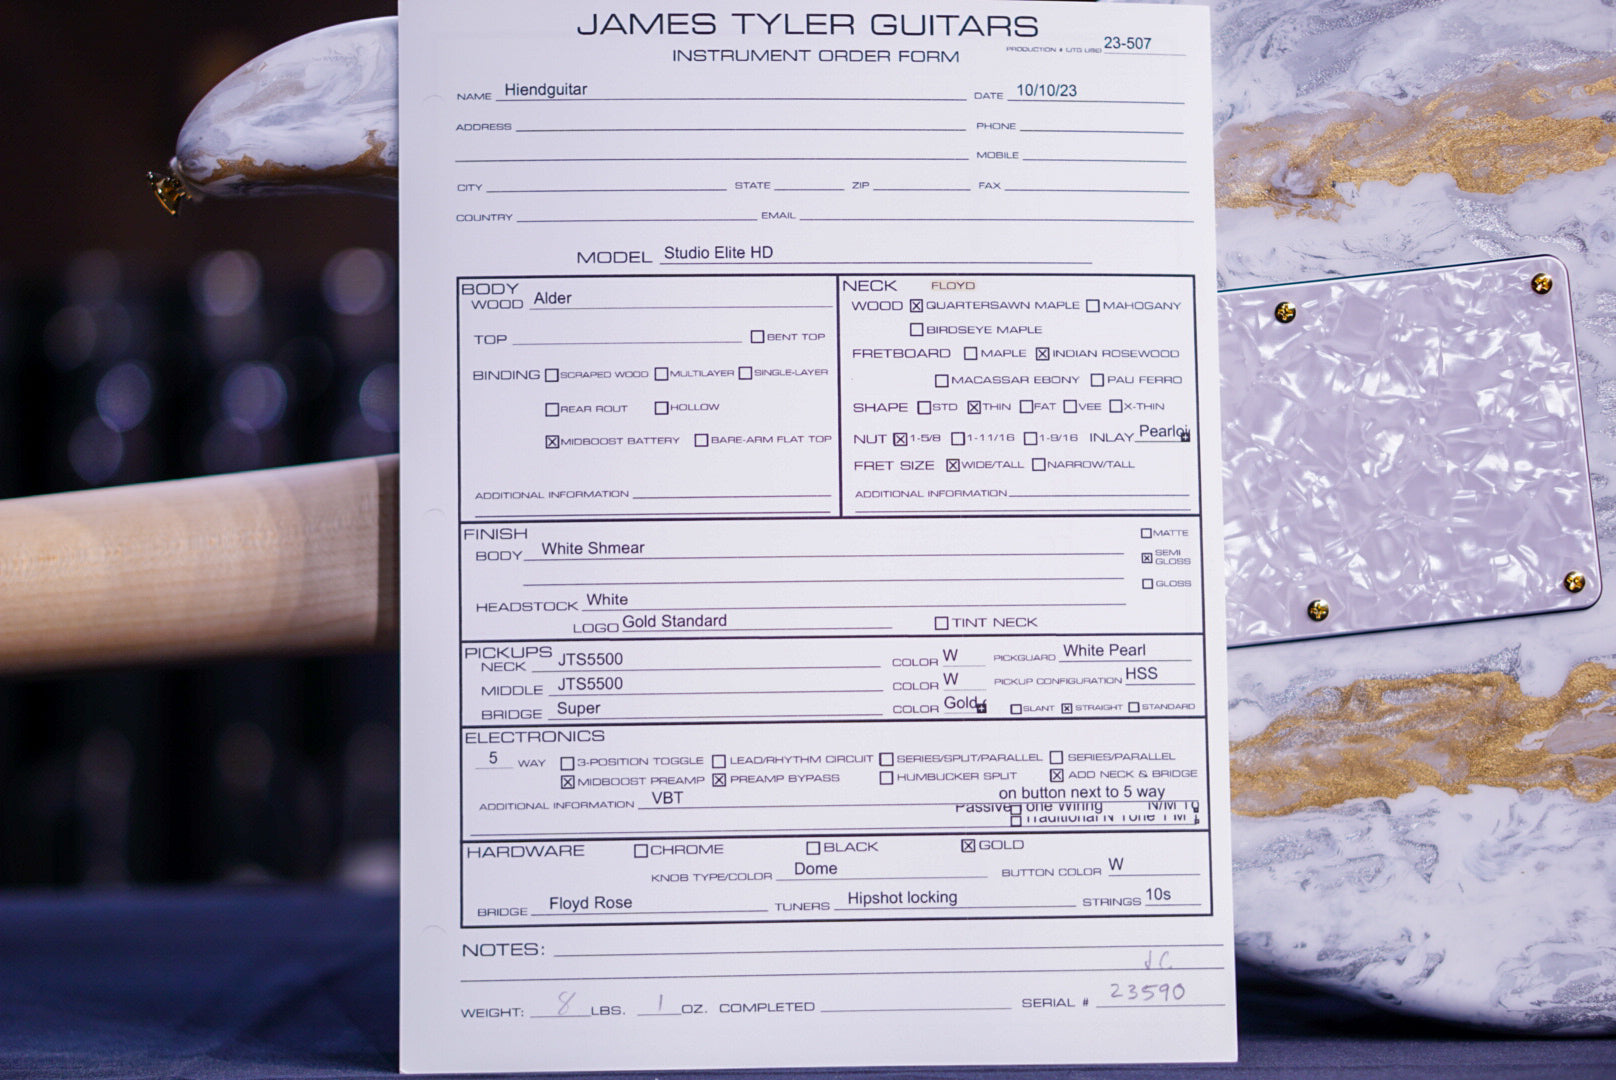 JAMES TYLER GUITARS
INSTRUMENT ORDER FORM PRODUCTION # (JTG USE) 23-507
NAME Hiendguitar DATE 10/10/23
ADDRESS PHONE
MOBILE
CITY STATE ZIP FAX
COUNTRY EMAIL
MODEL Studio Elite HD
BODY
WOOD Alder
TOP BENT TOP
BINDING SCRAPED WOOD MULTILAYER SINGLE-LAYER
REAR ROUT HOLLOW
MIDBOOST BATTERY BARE-ARM FLAT TOP
ADDITIONAL INFORMATION
NECK FLOYD
WOOD QUARTERSAWN MAPLE MAHOGANY
BIRDSEYE MAPLE
FRETBOARD MAPLE INDIAN ROSEWOOD
MACASSAR EBONY PAU FERRO
SHAPE STD THIN FAT VEE X-THIN
NUT 1-5/8 1-11/16 1-9/16 INLAY
FRET SIZE WIDE/TALL NARROW/TALL
ADDITIONAL INFORMATION
FINISH MATTE
BODY White Shmear SEMI GLOSS
GLOSS
HEADSTOCK White
LOGO Gold Standard TINT NECK
PICKUPS
NECK JTS5500 COLOR W PICKGUARD White Pearl
MIDDLE JTS5500 COLOR W PICKUP CONFIGURATION HSS
BRIDGE Super COLOR Gold SLANT STRAIGHT STANDARD
ELECTRONICS
5 WAY 3-POSITION TOGGLE LEAD/RHYTHM CIRCUIT SERIES/SPLIT/PARALLEL SERIES/PARALLEL
MIDBOOST PREAMP PREAMP BYPASS HUMBUCKER SPLIT ADD NECK & BRIDGE
on button next to 5 way
ADDITIONAL INFORMATION VBT Passive one Wiring N/M
Traditional
HARDWARE CHROME BLACK GOLD
KNOB TYPE/COLOR Dome BUTTON COLOR W
BRIDGE Floyd Rose TUNERS Hipshot locking STRINGS 10s
NOTES:
WEIGHT: 8 LBS. 1 OZ. COMPLETED SERIAL # 23590